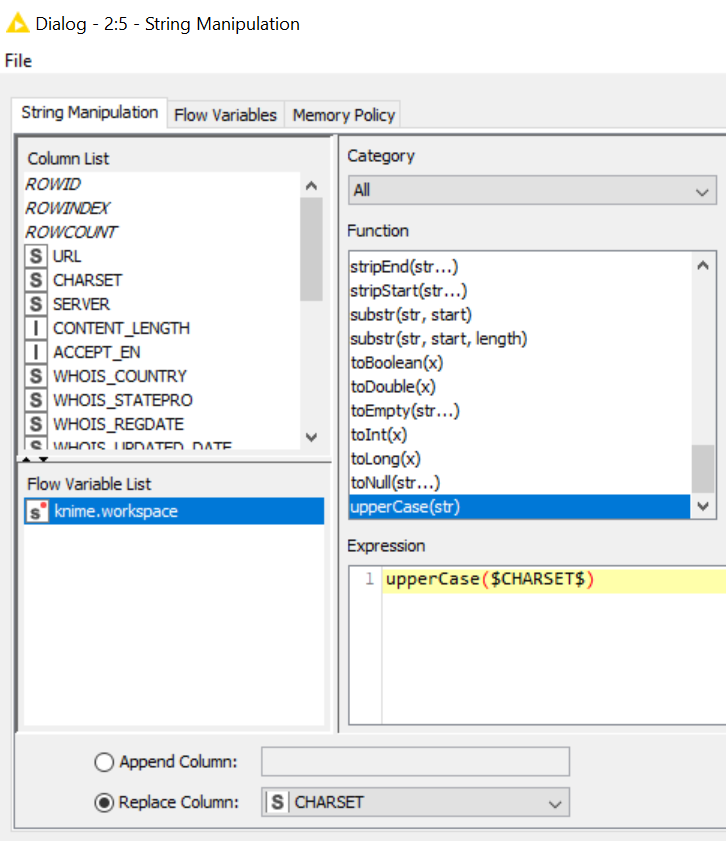 Dialog - 2:5 - String Manipulation
File
String Manipulation
Flow Variables
Memory Policy
Column List
ROWID
ROWINDEX
ROWCOUNT
S URL
S CHARSET
S SERVER
I CONTENT_LENGTH
I ACCEPT_EN
S WHOIS_COUNTRY
S WHOIS_STATEPRO
S WHOIS_REGDATE
S WHOIS_UPDATED_DATE
Flow Variable List
s knime.workspace
Category
All
Function
stripEnd(str...)
stripStart(str...)
substr(str, start)
substr(str, start, length)
toBoolean(x)
toDouble(x)
toEmpty(str...)
toInt(x)
toLong(x)
toNull(str...)
upperCase(str)
Expression
1 upperCase($CHARSET$)
Append Column:
Replace Column: S CHARSET